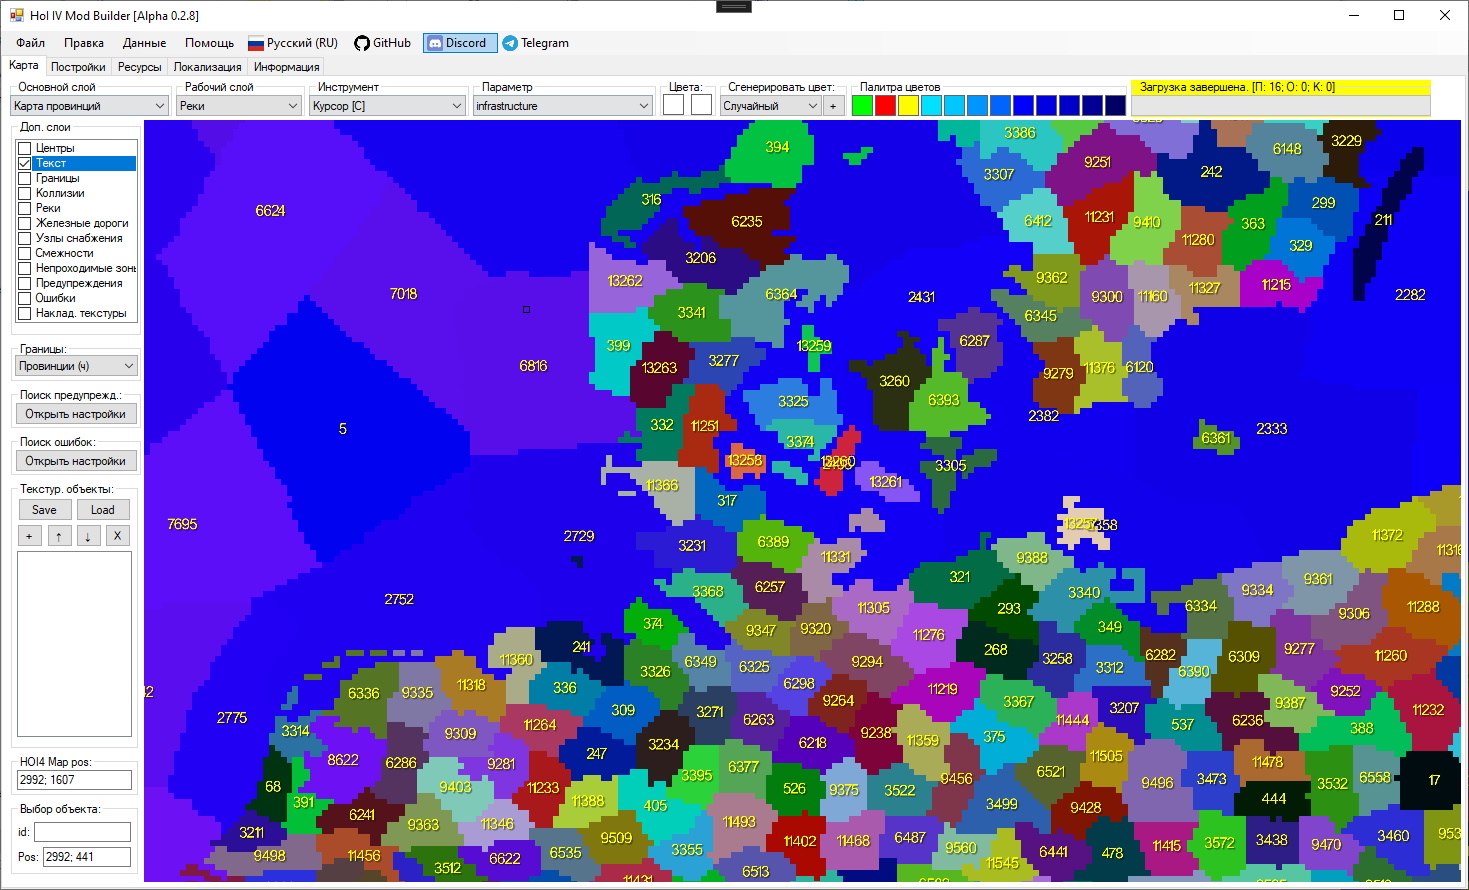 HoI IV Mod Builder [Alpha 0.2.8]
Файл Правка Данные Помощь Русский (RU) GitHub Discord Telegram
Карта Постройки Ресурсы Локализация Информация
Основной слой Рабочий слой Инструмент Параметр Цвета: Сгенерировать цвет: Палитра цветов Загрузка завершена. [П: 16; О: 0; К: 0]
Карта провинций Реки Курсор [C] infrastructure Случайный +
Доп. слои
Центры
Текст
Границы
Коллизии
Реки
Железные дороги
Узлы снабжения
Смежности
Непроходимые зоны
Предупреждения
Ошибки
Наклад. текстуры
Границы:
Провинции (ч)
Поиск предупрежд.:
Открыть настройки
Поиск ошибок:
Открыть настройки
Текстур. объекты:
Save Load
+ ↑ ↓ X
HOI4 Map pos:
2992; 1607
Выбор объекта:
id:
Pos: 2992; 441
3386
394 9251 6148 3229
3307 242
6624 316 299
6235 6412 11231 9410 363 211
11280 329
3206
13262 9362 11215
7018 6364 2431 9300 11160 11327 2282
3341 6345
399 13259 6287
6816 13263 3277 9279 11376 6120
3260
3325 6393
332 11251 2382
5 3374 6361 2333
13258 13260 3305
11366 13261
317
7695 2729 11372
3231 6389
11331 9388
6257 321 9361
3368 3340 9334
2752 11305 293 6334 9306 11288
374 9347 9320 11276 349
241 268 9277
11360 3326 6349 6325 9294 3258 3312 6282 6309 11260
336 6298 11219 6390
6336 9335 11318 9264 3367 9252
2775 309 3271 6263 11444 3207 9387 11232
3314 9309 11264 9238 375 537 6236 388
3234 6218 11359
8622 6286 9281 247 6377 11505 11478
3395 9456 6521 9496 3473 3532 6558 17
68 9403 11233 526 9375 3522
391 11388 405 3499 9428 444
6241 9363 11346 11493
3211 9509 11402 11468 6487 3572 3438 9470 3460
9498 11456 6622 6535 3355 9560 6441 478 11415
3512 6513 11545